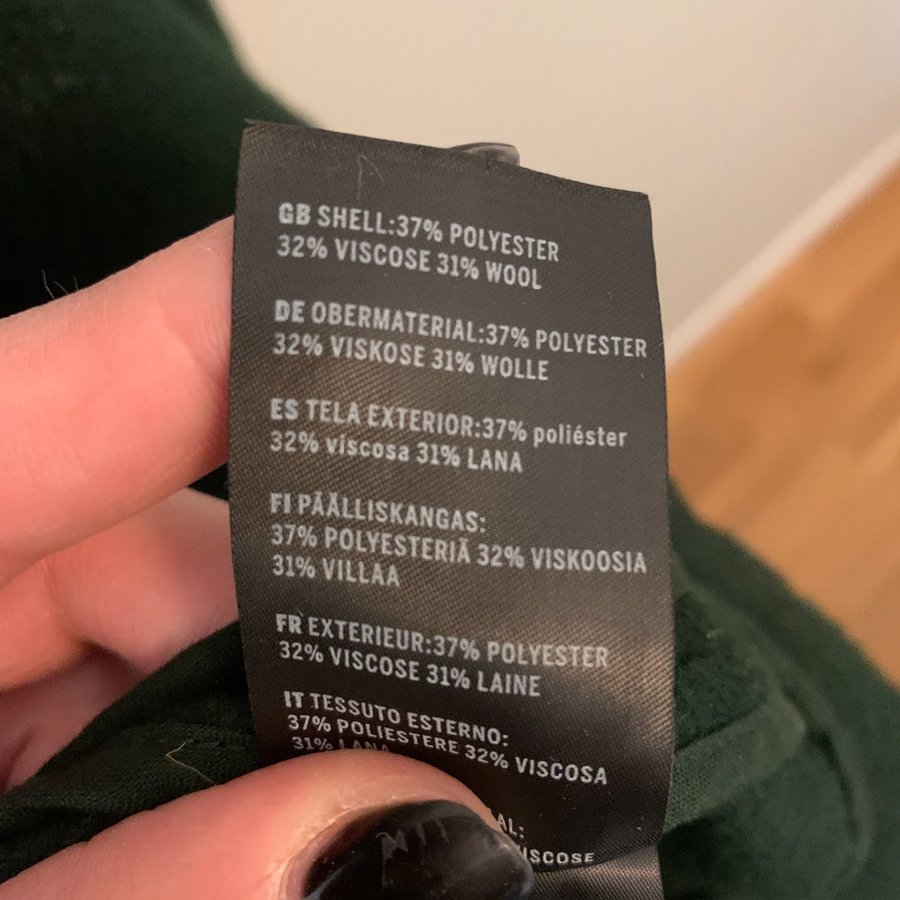 GB SHELL:37% POLYESTER
32% VISCOSE 31% WOOL
DE OBERMATERIAL:37% POLYESTER
32% VISKOSE 31% WOLLE
ES TELA EXTERIOR:37% poliéster
32% viscosa 31% LANA
FI PÄÄLLISKANGAS:
37% POLYESTERIÄ 32% VISKOOSIA
31% VILLAA
FR EXTERIEUR:37% POLYESTER
32% VISCOSE 31% LAINE
IT TESSUTO ESTERNO:
37% POLIESTERE 32% VISCOSA
31% LANA